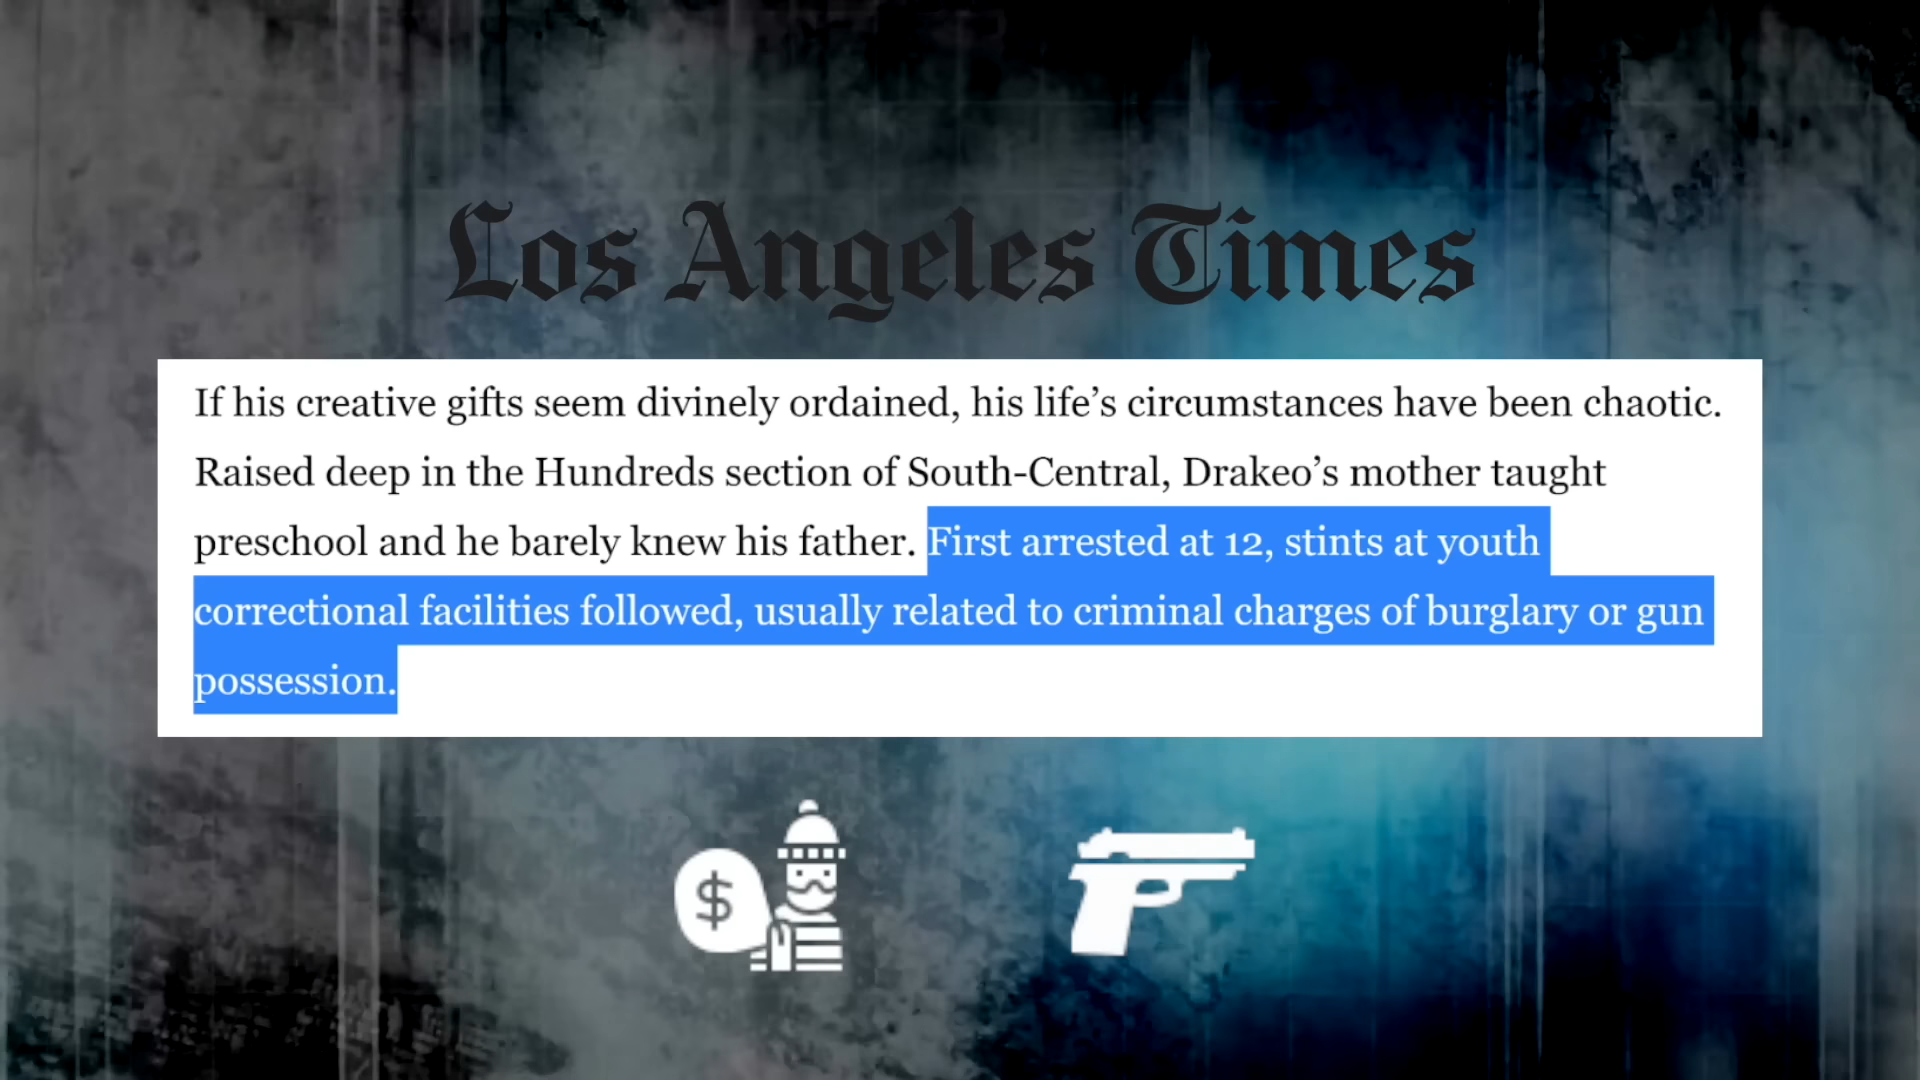 Los Angeles Times
If his creative gifts seem divinely ordained, his life’s circumstances have been chaotic.
Raised deep in the Hundreds section of South-Central, Drakeo’s mother taught
preschool and he barely knew his father. First arrested at 12, stints at youth
correctional facilities followed, usually related to criminal charges of burglary or gun
possession.
$